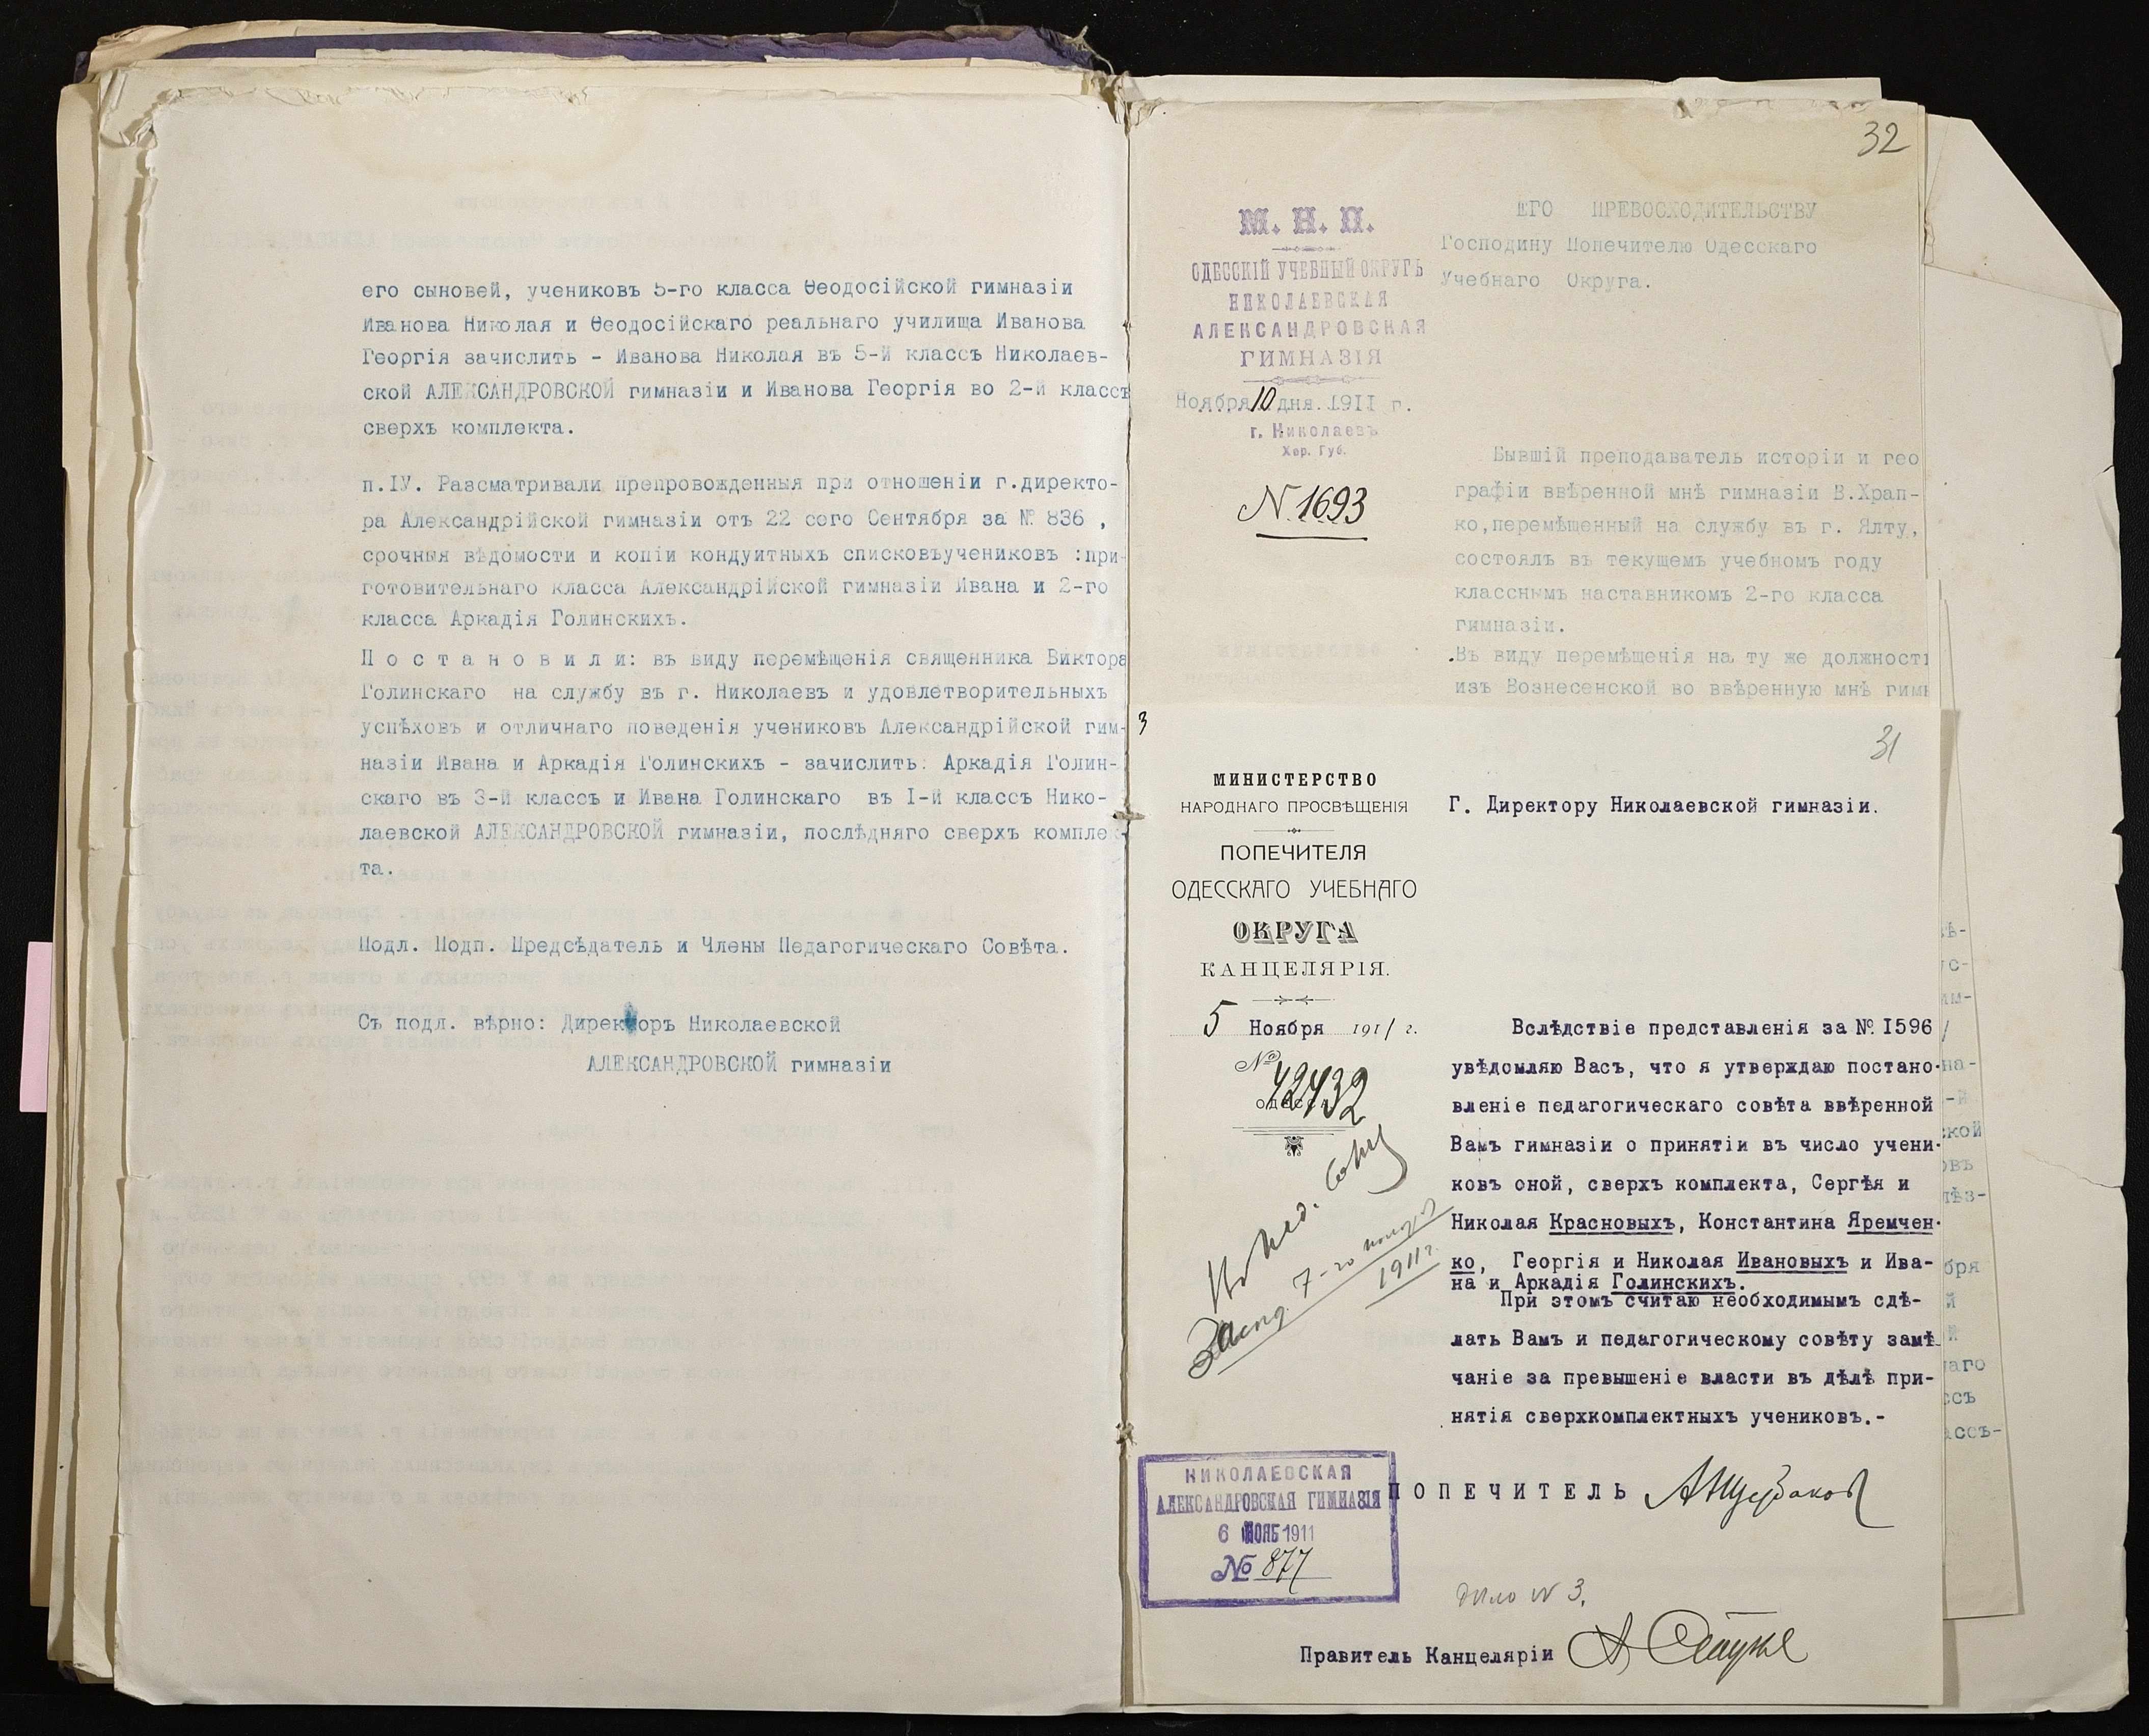 его сыновей, учениковъ 5-го класса Ѳеодосійской гимназіи
Иванова Николая и Ѳеодосійскаго реальнаго училища Иванова
Георгія зачислить - Иванова Николая въ 5-й классъ Николаев-
ской АЛЕКСАНДРОВСКОЙ гимназіи и Иванова Георгія во 2-й классъ
сверхъ комплекта.
п.IV. Разсматривали препровожденныя при отношеніи г.директо-
ра Александрійской гимназіи отъ 22 сего Сентября за № 836 ,
срочныя вѣдомости и копіи кондуитныхъ списковъучениковъ :при-
готовительнаго класса Александрійской гимназіи Ивана и 2-го
класса Аркадія Голинскихъ.
П о с т а н о в и л и: въ виду перемѣщенія священника Виктора
Голинскаго на службу въ г. Николаевъ и удовлетворительныхъ
успѣховъ и отличнаго поведенія учениковъ Александрійской гим-
назіи Ивана и Аркадія Голинскихъ - зачислить: Аркадія Голин-
скаго въ 3-й классъ и Ивана Голинскаго въ I-й классъ Нико-
лаевской АЛЕКСАНДРОВСКОЙ гимназіи, послѣдняго сверхъ комплек-
та.
Подл. Подп. Предсѣдатель и Члены Педагогическаго Совѣта.
Съ подл. вѣрно: Директоръ Николаевской
АЛЕКСАНДРОВСКОЙ гимназіи
32
М. Н. П.
ОДЕССКІЙ УЧЕБНЫЙ ОКРУГЪ
НИКОЛАЕВСКАЯ
АЛЕКСАНДРОВСКАЯ
ГИМНАЗІЯ
Ноября 10 дня 1911 г.
г. Николаевъ
Хер. Губ.
N. 1693
ЕГО ПРЕВОСХОДИТЕЛЬСТВУ
Господину Попечителю Одесскаго
Учебнаго Округа.
Бывшій преподаватель исторіи и гео
графіи ввѣренной мнѣ гимназіи В.Храп-
ко,перемѣщенный на службу въ г. Ялту,
состоялъ въ текущемъ учебномъ году
класснымъ наставникомъ 2-го класса
гимназіи.
Въ виду перемѣщенія на ту же должность
изъ Вознесенской во ввѣренную мнѣ гим
3
31
МИНИСТЕРСТВО
НАРОДНАГО ПРОСВѢЩЕНІЯ
ПОПЕЧИТЕЛЯ
ОДЕССКАГО УЧЕБНАГО
ОКРУГА
КАНЦЕЛЯРІЯ.
5 Ноября 1911 г.
№ 42432
ОДЕССА
Г. Директору Николаевской гимназіи.
Вслѣдствіе представленія за № I596
увѣдомляю Васъ, что я утверждаю постано-
вленіе педагогическаго совѣта ввѣренной
Вамъ гимназіи о принятіи въ число учени-
ковъ оной, сверхъ комплекта, Сергѣя и
Николая Красновыхъ, Константина Яремчен-
ко, Георгія и Николая Ивановыхъ и Ива-
на и Аркадія Голинскихъ.
При этомъ считаю необходимымъ сдѣ-
лать Вамъ и педагогическому совѣту замѣ-
чаніе за превышеніе власти въ дѣлѣ при-
нятія сверхкомплектныхъ учениковъ.-
Засѣд. 7-го ноября
1911 г.
ПОПЕЧИТЕЛЬ АЩербаков
НИКОЛАЕВСКАЯ
АЛЕКСАНДРОВСКАЯ ГИМНАЗІЯ
6 НОЯБ 1911
№ 877
Дѣло N 3.
Правитель Канцеляріи